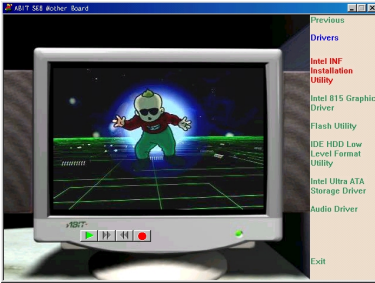 ABIT SE6 Mother Board
Previous
Drivers
Intel INF
Installation
Utility
Intel 815 Graphic
Driver
Flash Utility
IDE HDD Low
Level Format
Utility
Intel Ultra ATA
Storage Driver
Audio Driver
ABIT
Exit